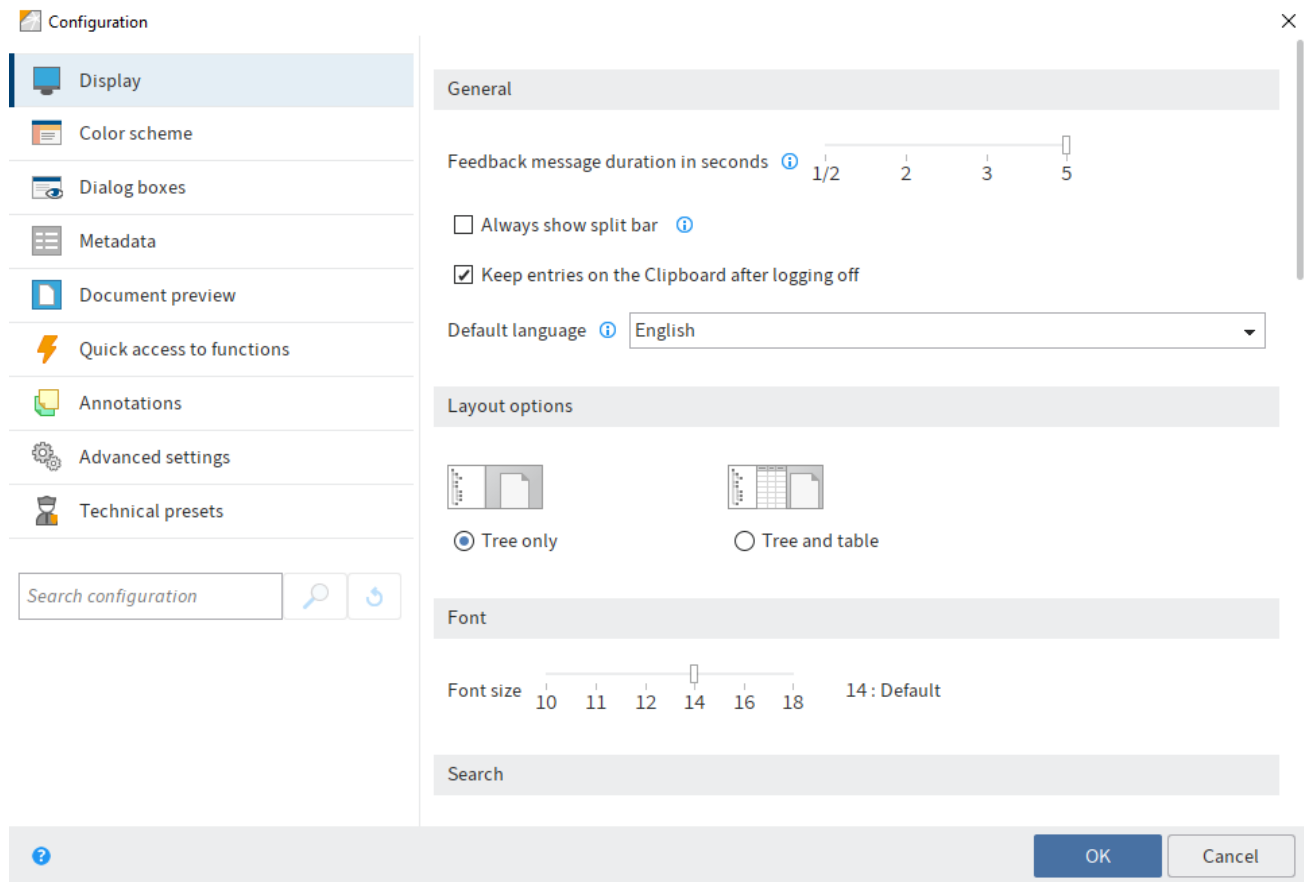 Configuration
Display
Color scheme
Dialog boxes
Metadata
Document preview
Quick access to functions
Annotations
Advanced settings
Technical presets
Search configuration
General
Feedback message duration in seconds
1/2 2 3 5
Always show split bar
Keep entries on the Clipboard after logging off
Default language English
Layout options
Tree only Tree and table
Font
Font size 10 11 12 14 16 18 14 : Default
Search
OK Cancel